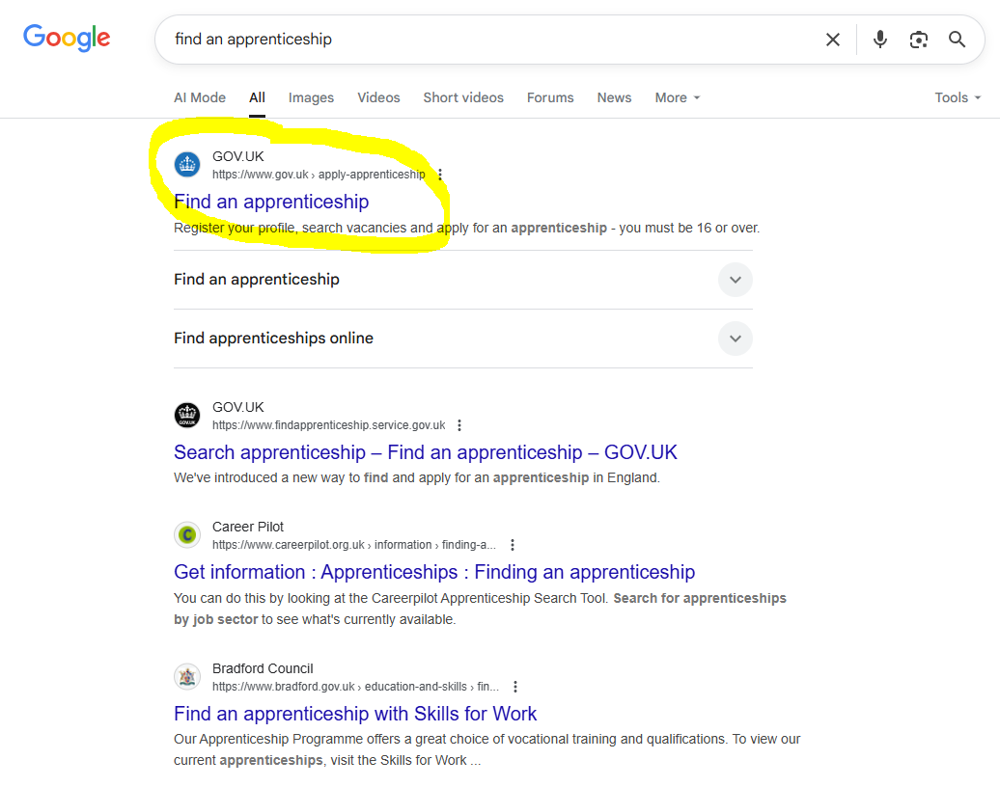 Google
find an apprenticeship
AI Mode All Images Videos Short videos Forums News More Tools
GOV.UK
https://www.gov.uk › apply-apprenticeship
Find an apprenticeship
Register your profile, search vacancies and apply for an apprenticeship - you must be 16 or over.
Find an apprenticeship
Find apprenticeships online
GOV.UK
GOV.UK
https://www.findapprenticeship.service.gov.uk
Search apprenticeship – Find an apprenticeship – GOV.UK
We've introduced a new way to find and apply for an apprenticeship in England.
C
Career Pilot
https://www.careerpilot.org.uk › information › finding-a...
Get information : Apprenticeships : Finding an apprenticeship
You can do this by looking at the Careerpilot Apprenticeship Search Tool. Search for apprenticeships
by job sector to see what's currently available.
Bradford Council
https://www.bradford.gov.uk › education-and-skills › fin...
Find an apprenticeship with Skills for Work
Our Apprenticeship Programme offers a great choice of vocational training and qualifications. To view our
current apprenticeships, visit the Skills for Work ...